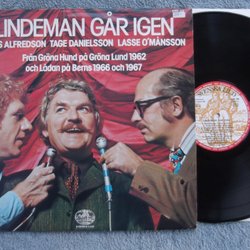 LINDEMAN GÅR IGEN
S ALFREDSON TAGE DANIELSSON LASSE O'MÅNSSON
Från Gröna Hund på Gröna Lund 1962
och Lådan på Berns 1966 och 1967